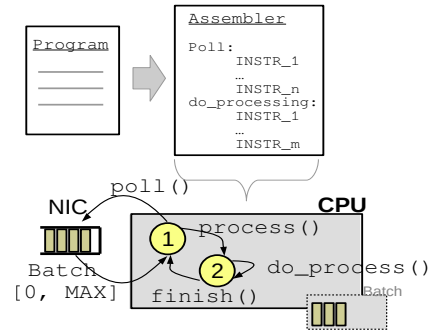 Assembler
Program
Poll:
INSTR_1
…
INSTR_n
do_processing:
INSTR_1
…
INSTR_m
poll()
NIC
CPU
1
process()
2
do_process()
Batch
[0, MAX]
finish()
Batch